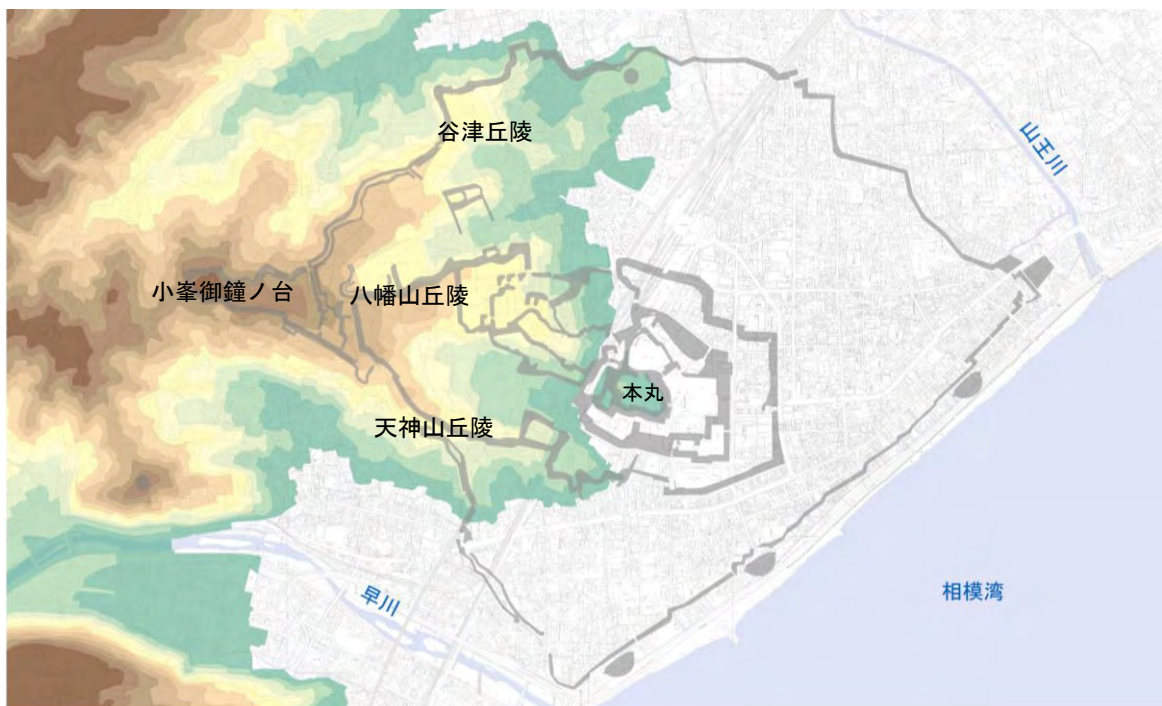 谷津丘陵
山王川
小峯御鐘ノ台
八幡山丘陵
本丸
天神山丘陵
早川
相模湾